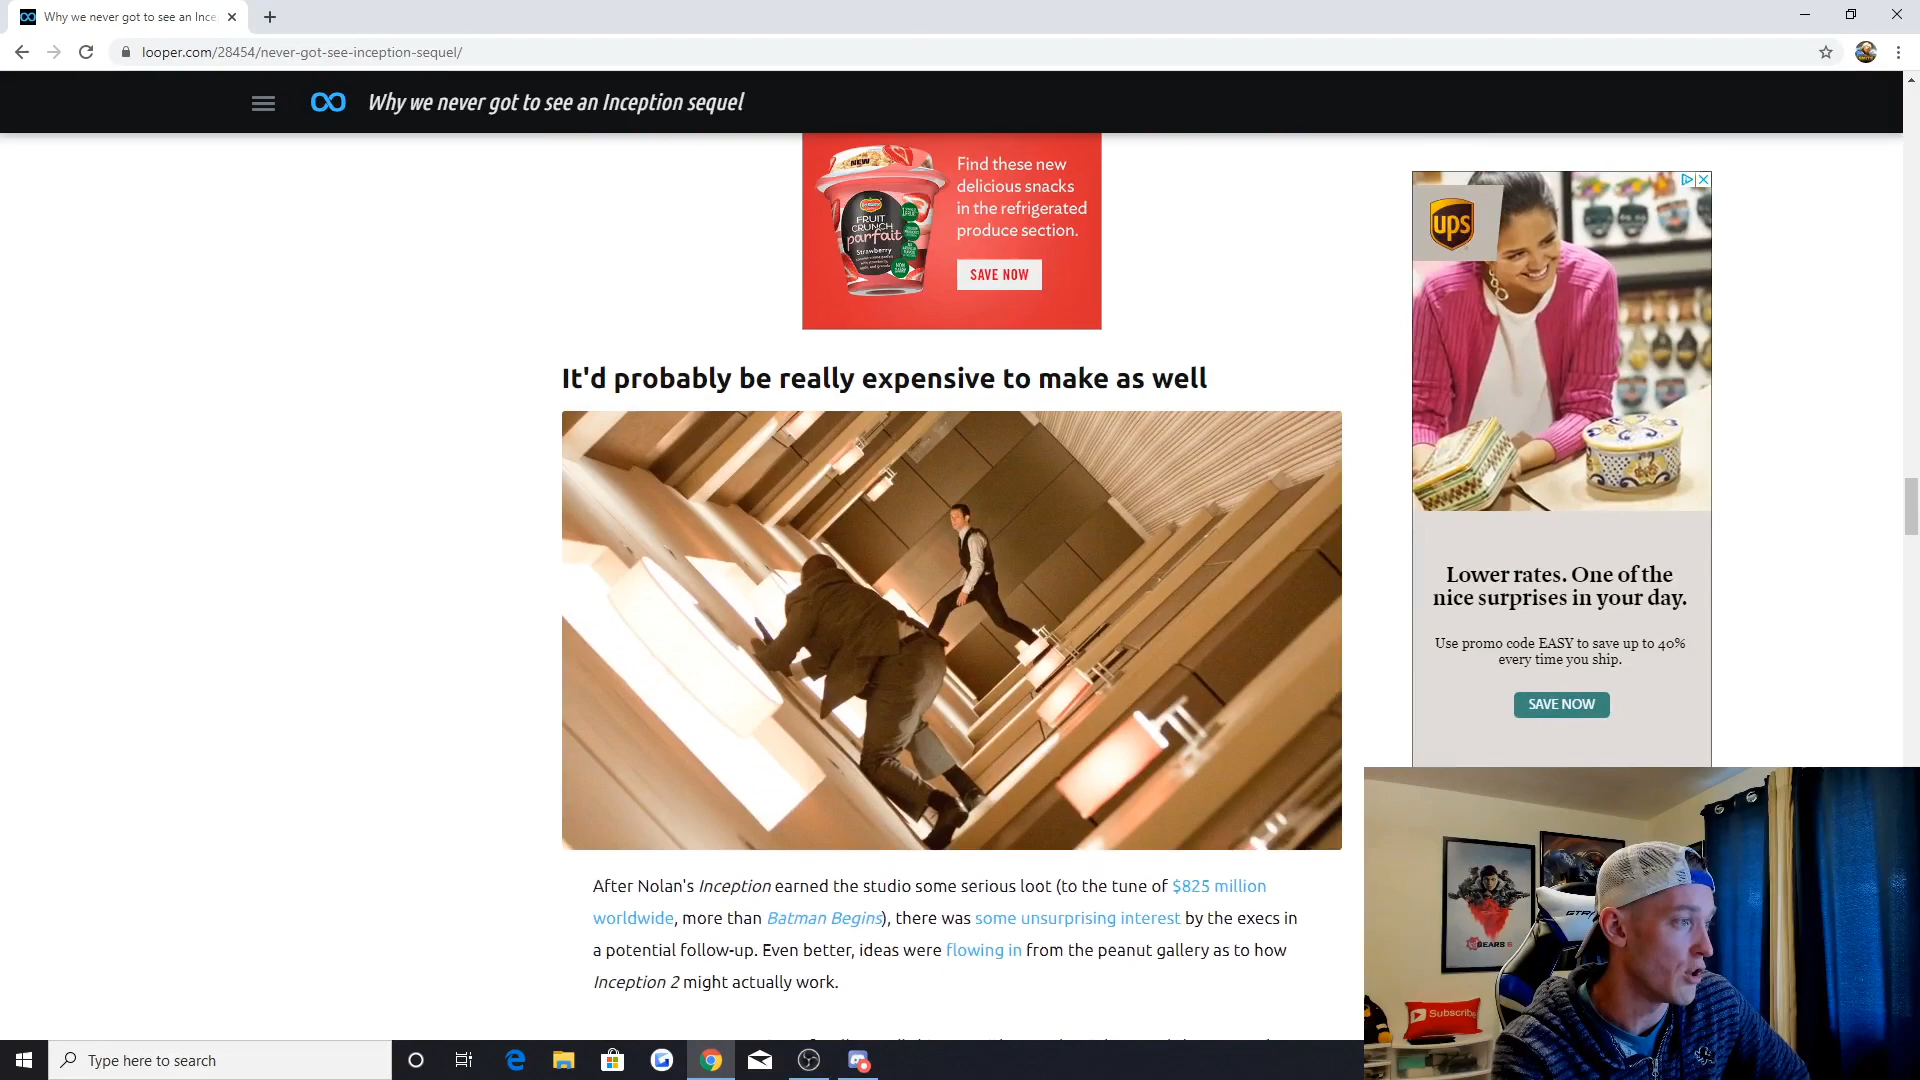 Why we never got to see an Ince
looper.com/28454/never-got-see-inception-sequel/
Why we never got to see an Inception sequel
NEW
FRUIT
CRUNCH
parfait
Strawberry
Find these new
delicious snacks
in the refrigerated
produce section.
SAVE NOW
ups
Lower rates. One of the
nice surprises in your day.
Use promo code EASY to save up to 40%
every time you ship.
SAVE NOW
It'd probably be really expensive to make as well
After Nolan's Inception earned the studio some serious loot (to the tune of $825 million
worldwide, more than Batman Begins), there was some unsurprising interest by the execs in
a potential follow-up. Even better, ideas were flowing in from the peanut gallery as to how
Inception 2 might actually work.
GEARS 5
Subscribe
Type here to search